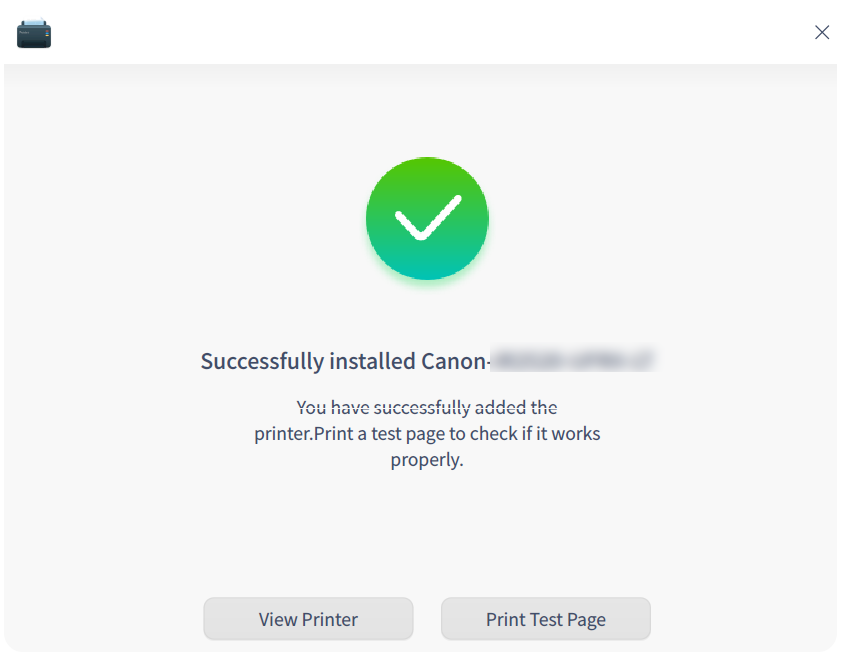 Successfully installed Canon-
You have successfully added the
printer.Print a test page to check if it works
properly.
View Printer
Print Test Page